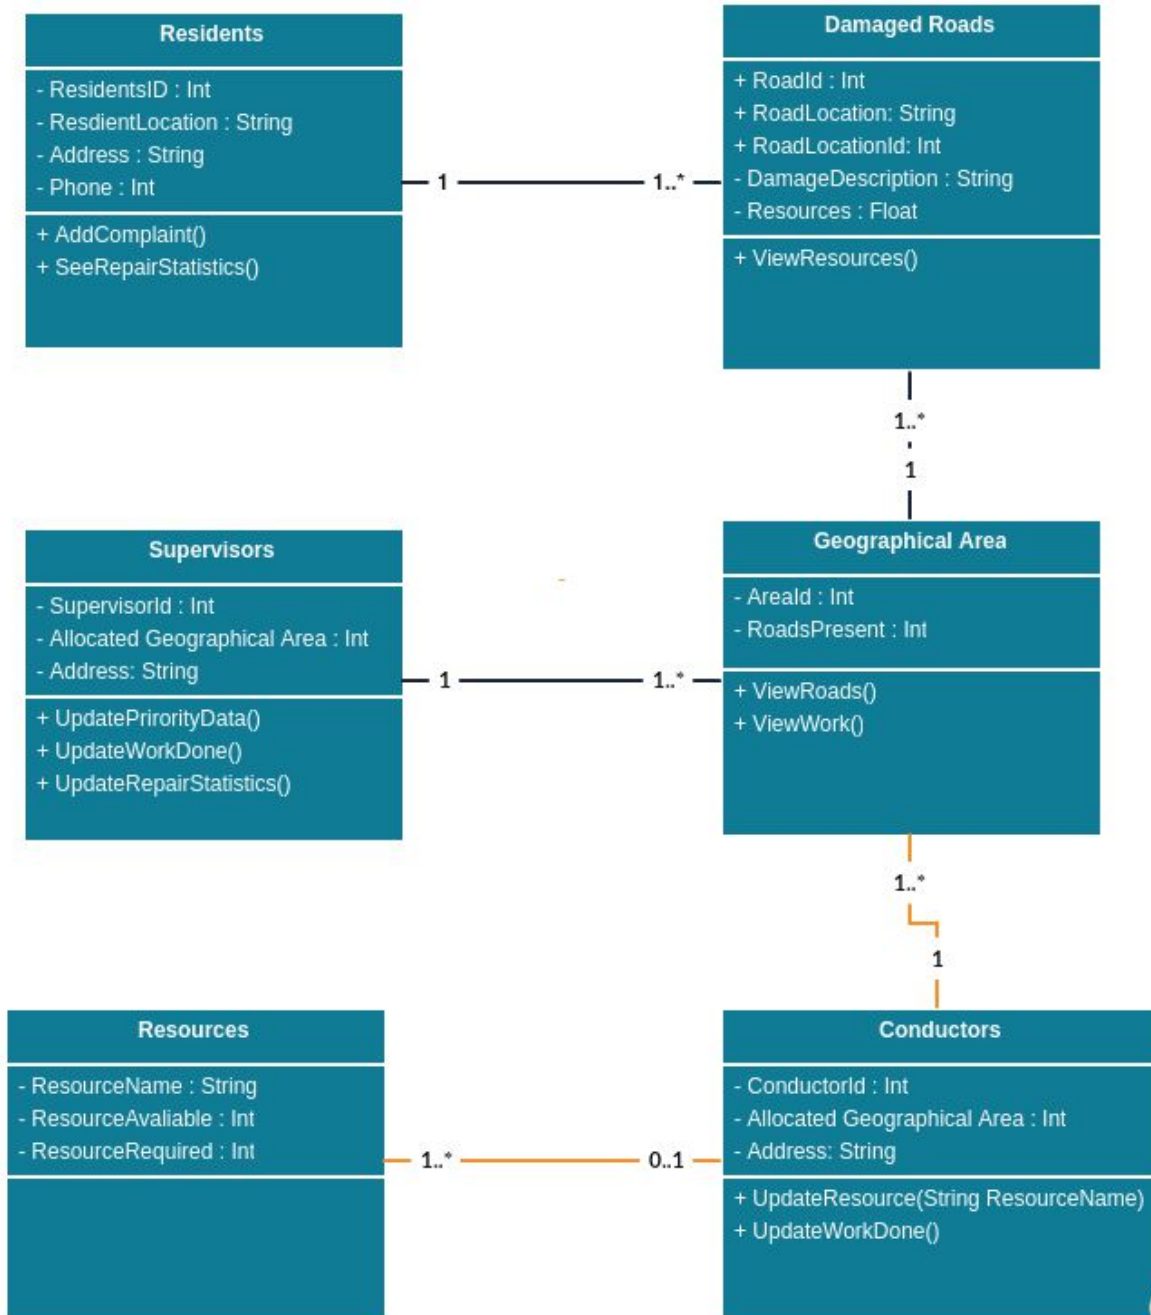 Residents
- ResidentsID : Int
- ResdientLocation : String
- Address : String
- Phone : Int
+ AddComplaint()
+ SeeRepairStatistics()
1
1..*
Damaged Roads
+ RoadId : Int
+ RoadLocation: String
+ RoadLocationId: Int
- DamageDescription : String
- Resources : Float
+ ViewResources()
1..*
1
Supervisors
- SupervisorId : Int
- Allocated Geographical Area : Int
- Address: String
+ UpdatePrirorityData()
+ UpdateWorkDone()
+ UpdateRepairStatistics()
1
1..*
Geographical Area
- AreaId : Int
- RoadsPresent : Int
+ ViewRoads()
+ ViewWork()
1..*
1
Resources
- ResourceName : String
- ResourceAvaliable : Int
- ResourceRequired : Int
1..*
0..1
Conductors
- ConductorId : Int
- Allocated Geographical Area : Int
- Address: String
+ UpdateResource(String ResourceName)
+ UpdateWorkDone()